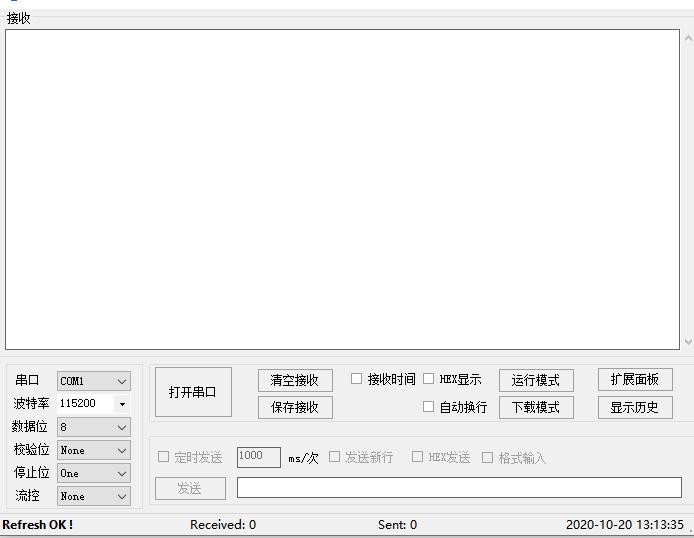 接收
串口 COM1 打开串口 清空接收 接收时间 HEX显示 运行模式 扩展面板
波特率 115200 保存接收 自动换行 下载模式 显示历史
数据位 8
校验位 None 定时发送 1000 ms/次 发送新行 HEX发送 格式输入
停止位 One
流控 None 发送
Refresh OK ! Received: 0 Sent: 0 2020-10-20 13:13:35